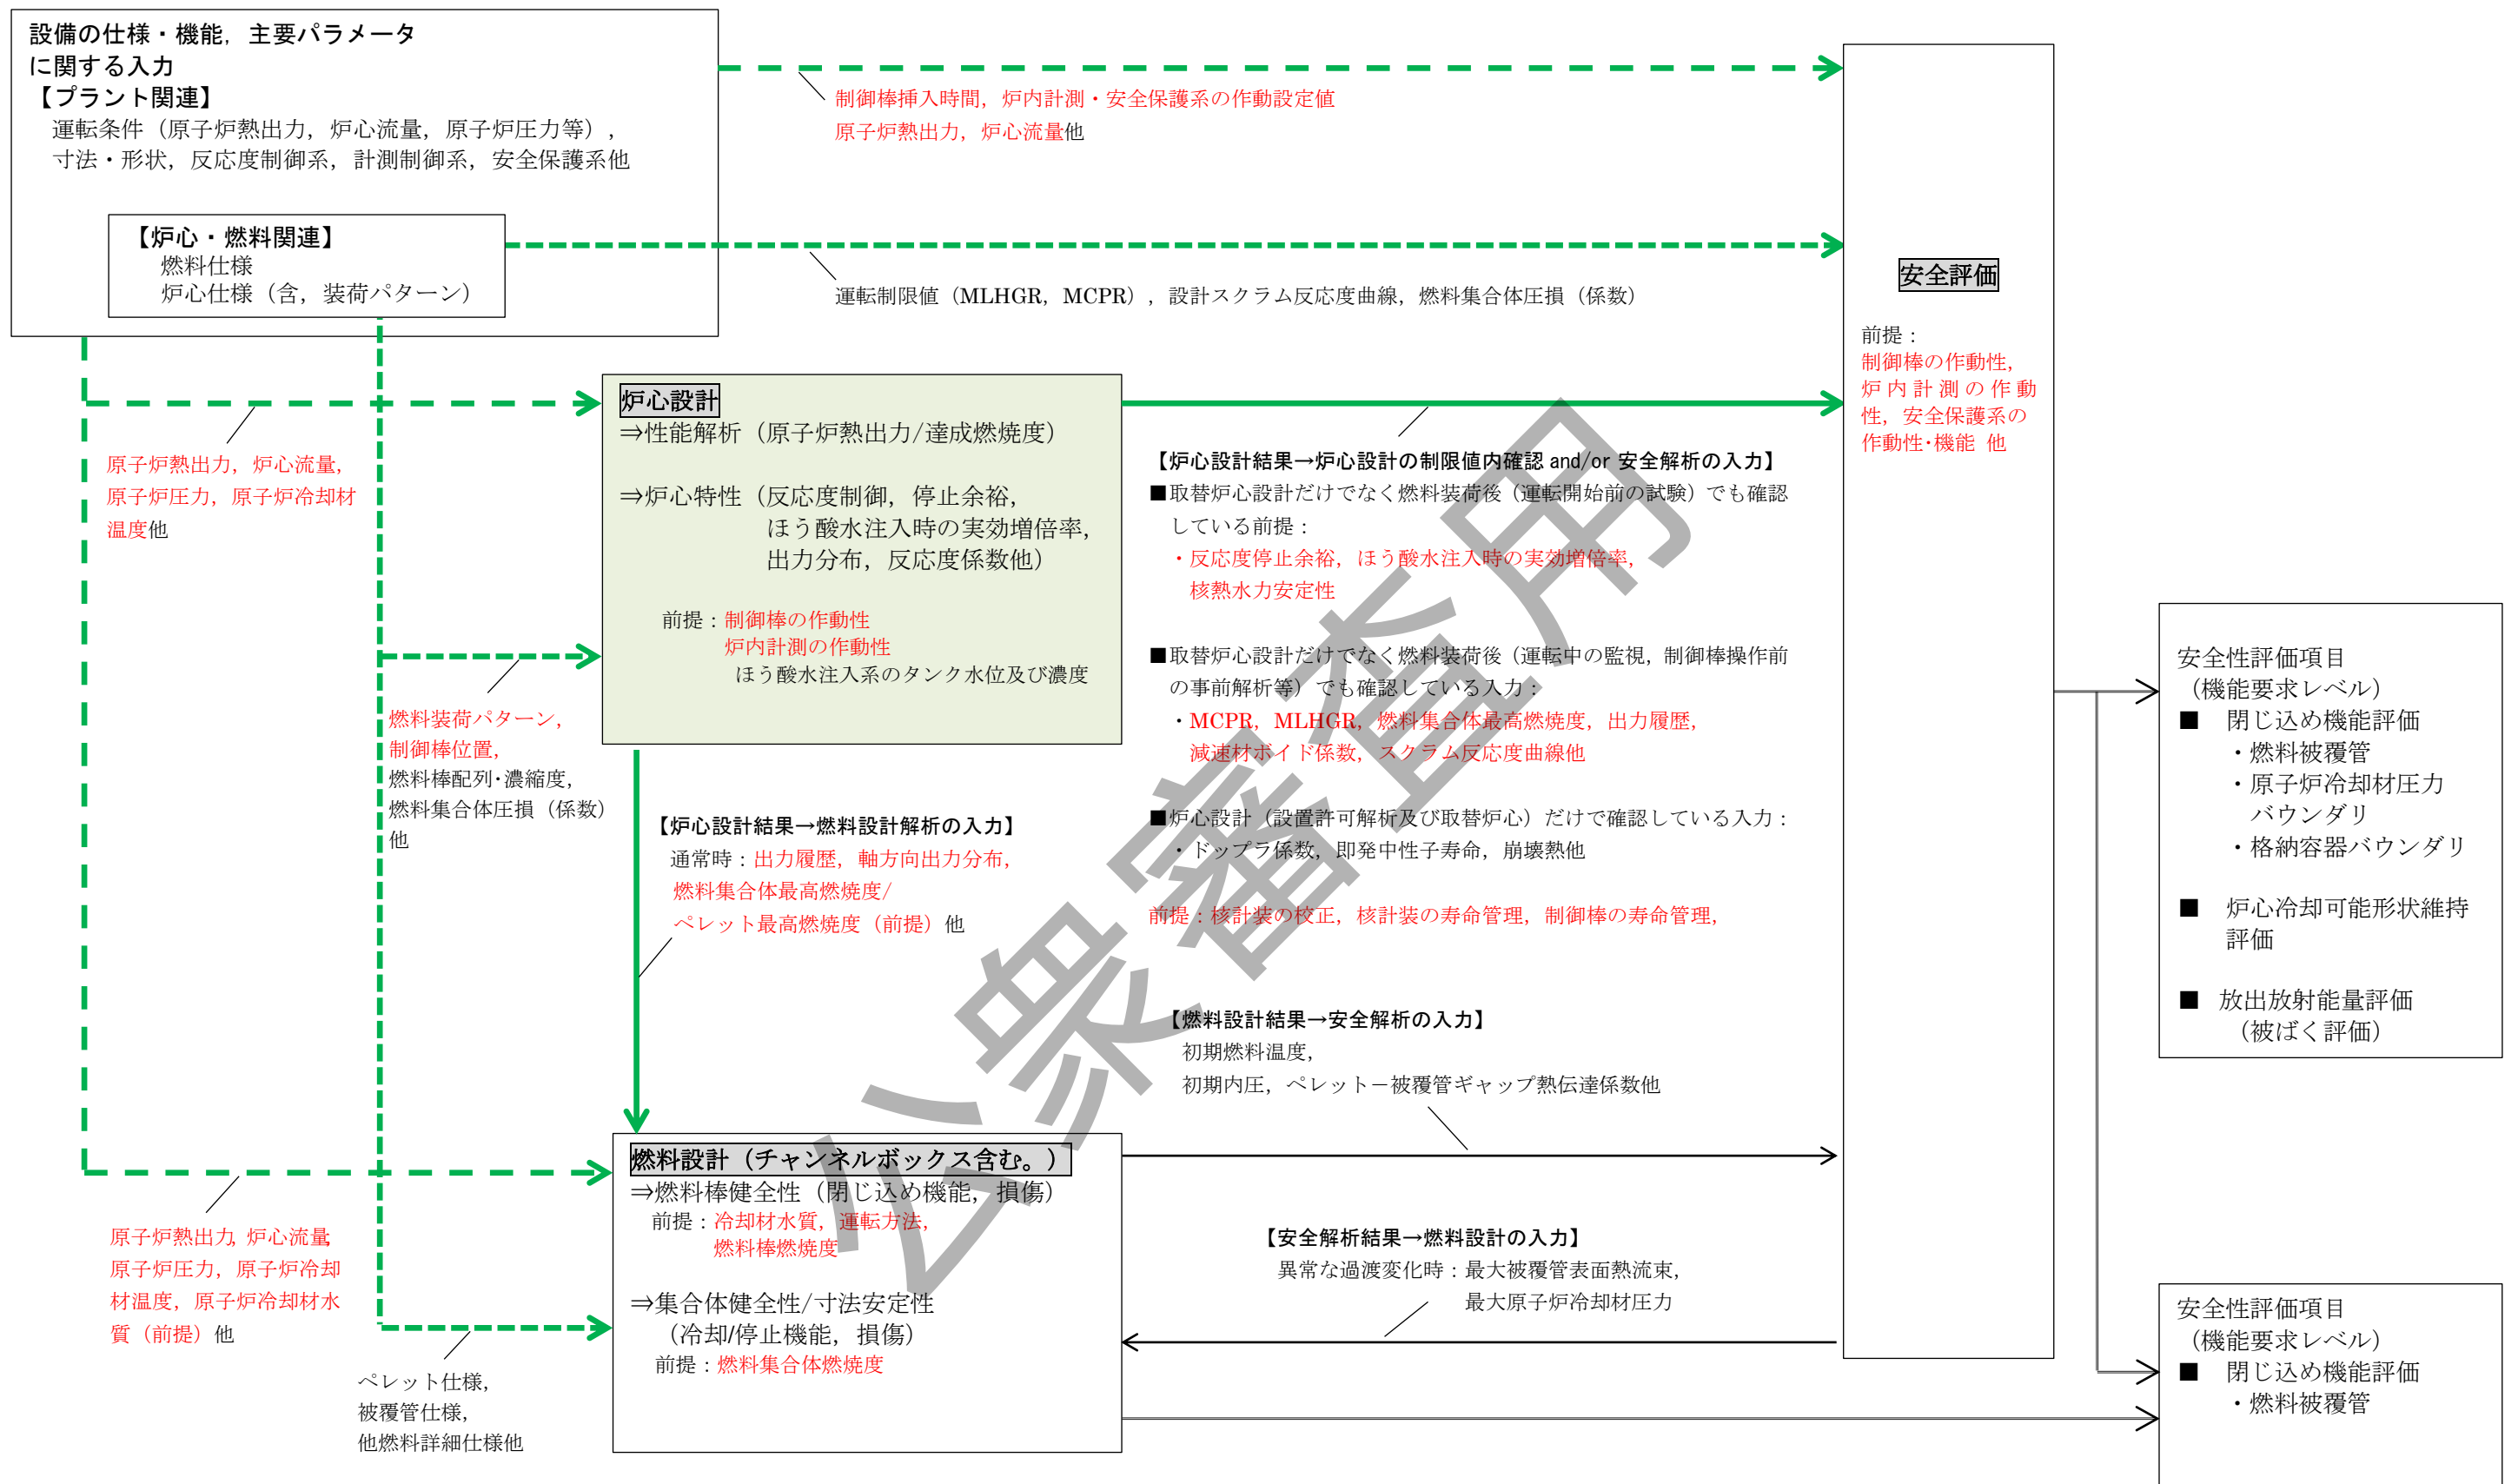 設備の仕様・機能，主要パラメータ
に関する入力
【プラント関連】
運転条件（原子炉熱出力，炉心流量，原子炉圧力等），
寸法・形状，反応度制御系，計測制御系，安全保護系他
【炉心・燃料関連】
燃料仕様
炉心仕様（含，装荷パターン）
制御棒挿入時間，炉内計測・安全保護系の作動設定値
原子炉熱出力，炉心流量他
運転制限値（MLHGR，MCPR），設計スクラム反応度曲線，燃料集合体圧損（係数）
安全評価
前提：
制御棒の作動性，
炉内計測の作動
性，安全保護系の
作動性・機能 他
原子炉熱出力，炉心流量，
原子炉圧力，原子炉冷却材
温度他
炉心設計
⇒性能解析（原子炉熱出力/達成燃焼度）
⇒炉心特性（反応度制御，停止余裕，
ほう酸水注入時の実効増倍率，
出力分布，反応度係数他）
前提：制御棒の作動性
炉内計測の作動性
ほう酸水注入系のタンク水位及び濃度
燃料装荷パターン，
制御棒位置，
燃料棒配列・濃縮度，
燃料集合体圧損（係数）
他
【炉心設計結果→炉心設計の制限値内確認 and/or 安全解析の入力】
■取替炉心設計だけでなく燃料装荷後（運転開始前の試験）でも確認
している前提：
・反応度停止余裕，ほう酸水注入時の実効増倍率，
核熱水力安定性
■取替炉心設計だけでなく燃料装荷後（運転中の監視，制御棒操作前
の事前解析等）でも確認している入力：
・MCPR，MLHGR，燃料集合体最高燃焼度，出力履歴，
減速材ボイド係数，スクラム反応度曲線他
■炉心設計（設置許可解析及び取替炉心）だけで確認している入力：
・ドップラ係数，即発中性子寿命，崩壊熱他
前提：核計装の校正，核計装の寿命管理，制御棒の寿命管理，
【炉心設計結果→燃料設計解析の入力】
通常時：出力履歴，軸方向出力分布，
燃料集合体最高燃焼度/
ペレット最高燃焼度（前提）他
【燃料設計結果→安全解析の入力】
初期燃料温度，
初期内圧，ペレット－被覆管ギャップ熱伝達係数他
燃料設計（チャンネルボックス含む。）
⇒燃料棒健全性（閉じ込め機能，損傷）
前提：冷却材水質，運転方法，
燃料棒燃焼度
⇒集合体健全性/寸法安定性
（冷却/停止機能，損傷）
前提：燃料集合体燃焼度
原子炉熱出力，炉心流量，
原子炉圧力，原子炉冷却
材温度，原子炉冷却材水
質（前提）他
ペレット仕様，
被覆管仕様，
他燃料詳細仕様他
【安全解析結果→燃料設計の入力】
異常な過渡変化時：最大被覆管表面熱流束，
最大原子炉冷却材圧力
安全性評価項目
（機能要求レベル）
■ 閉じ込め機能評価
・燃料被覆管
・原子炉冷却材圧力
バウンダリ
・格納容器バウンダリ
■ 炉心冷却可能形状維持
評価
■ 放出放射能量評価
（被ばく評価）
安全性評価項目
（機能要求レベル）
■ 閉じ込め機能評価
・燃料被覆管
公衆審査用